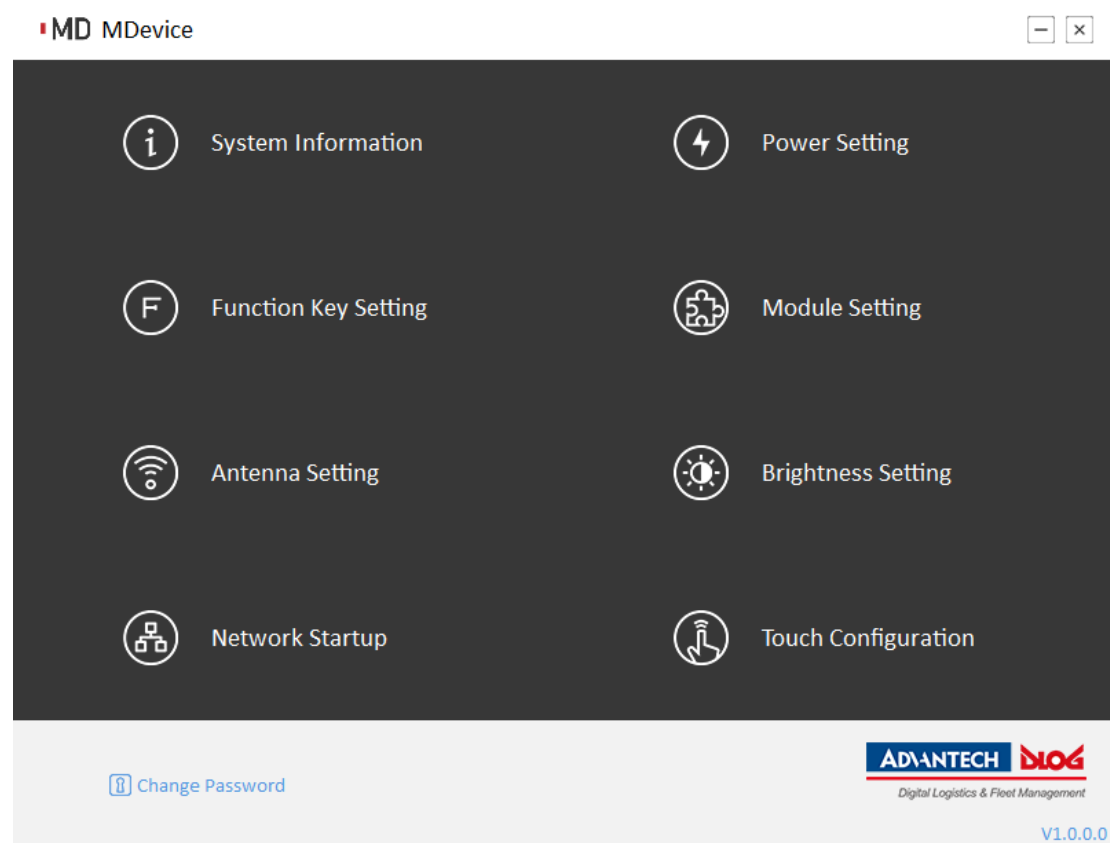 MD MDevice
System Information
Power Setting
Function Key Setting
Module Setting
Antenna Setting
Brightness Setting
Network Startup
Touch Configuration
Change Password
ADVANTECH DLOG
Digital Logistics & Fleet Management
V1.0.0.0